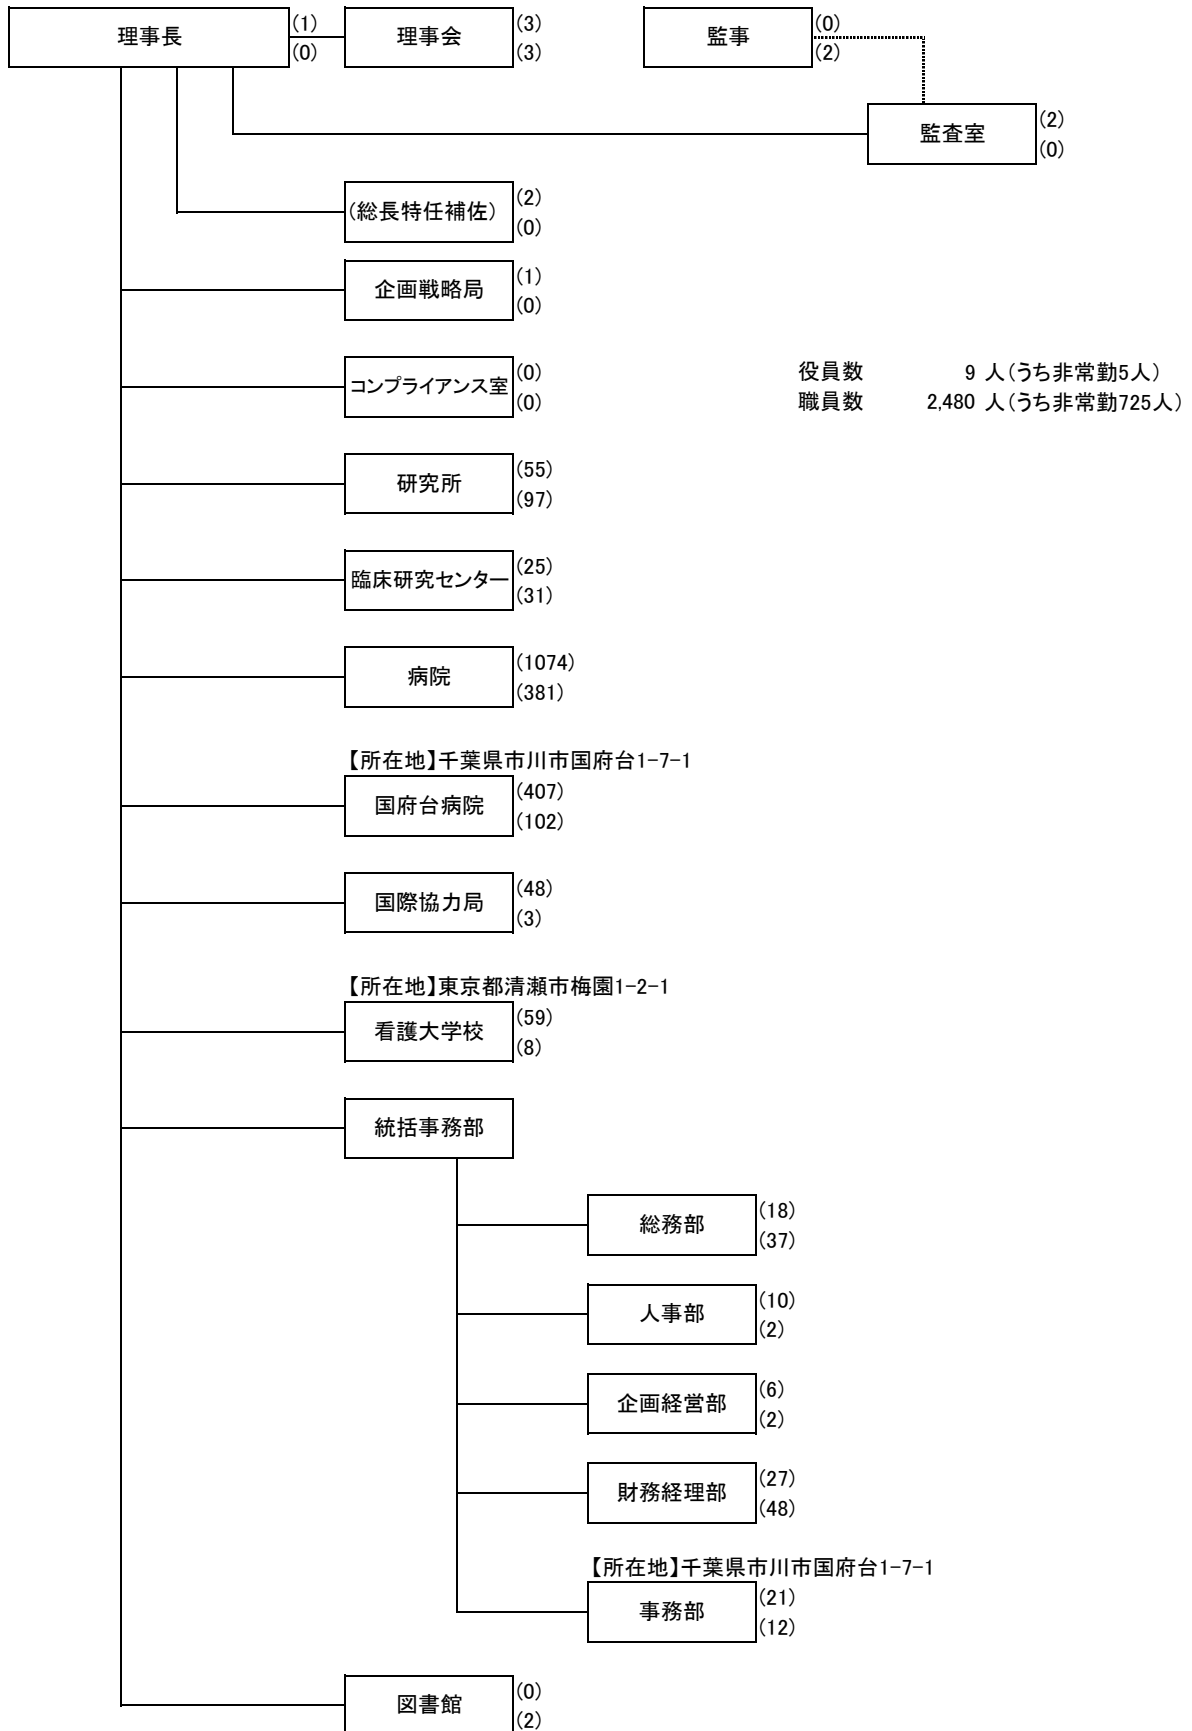 理事長 (1) 理事会 (3) 監事 (0)
(0) (3) (2)
監査室 (2)
(0)
(総長特任補佐) (2)
(0)
企画戦略局 (1)
(0)
コンプライアンス室 (0)
(0)
役員数 9 人(うち非常勤5人)
職員数 2,480 人(うち非常勤725人)
研究所 (55)
(97)
臨床研究センター (25)
(31)
病院 (1074)
(381)
【所在地】千葉県市川市国府台1-7-1
国府台病院 (407)
(102)
国際協力局 (48)
(3)
【所在地】東京都清瀬市梅園1-2-1
看護大学校 (59)
(8)
統括事務部
総務部 (18)
(37)
人事部 (10)
(2)
企画経営部 (6)
(2)
財務経理部 (27)
(48)
【所在地】千葉県市川市国府台1-7-1
事務部 (21)
(12)
図書館 (0)
(2)